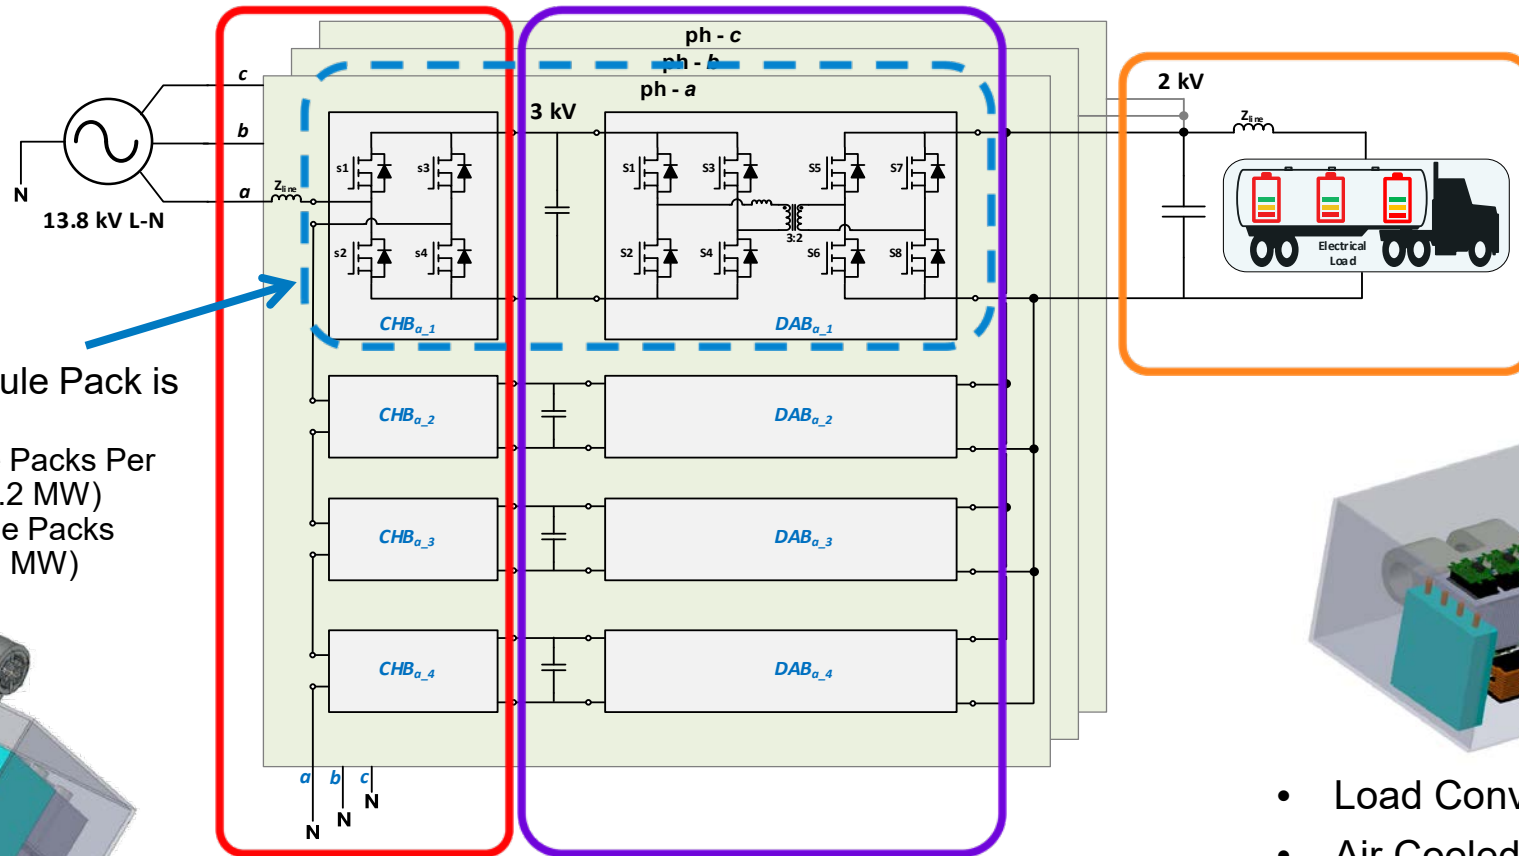 ph - c
ph - b
ph - a
c
b
a
N
13.8 kV L-N
Zline
3 kV
2 kV
Zline
s1
s3
s2
s4
CHBa_1
S1
S3
S5
S7
3:2
S2
S4
S6
S8
DABa_1
Electrical
Load
ule Pack is
Packs Per
.2 MW)
e Packs
MW)
CHBa_2
DABa_2
CHBa_3
DABa_3
CHBa_4
DABa_4
a b c
N N N
• Load Conv
• Air Cooled